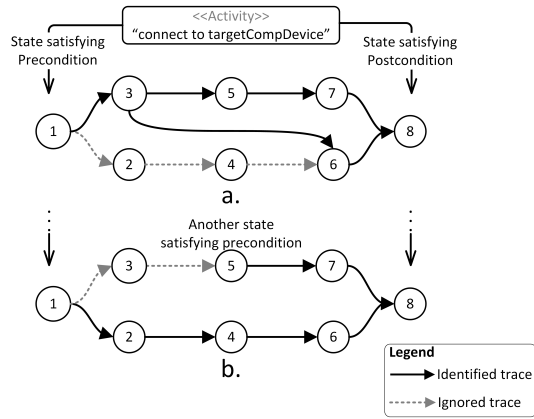 <<Activity>>
“connect to targetCompDevice”
State satisfying
Precondition
State satisfying
Postcondition
1
3
5
7
2
4
6
8
a.
Another state
satisfying precondition
1
3
5
7
2
4
6
8
b.
Legend
Identified trace
Ignored trace